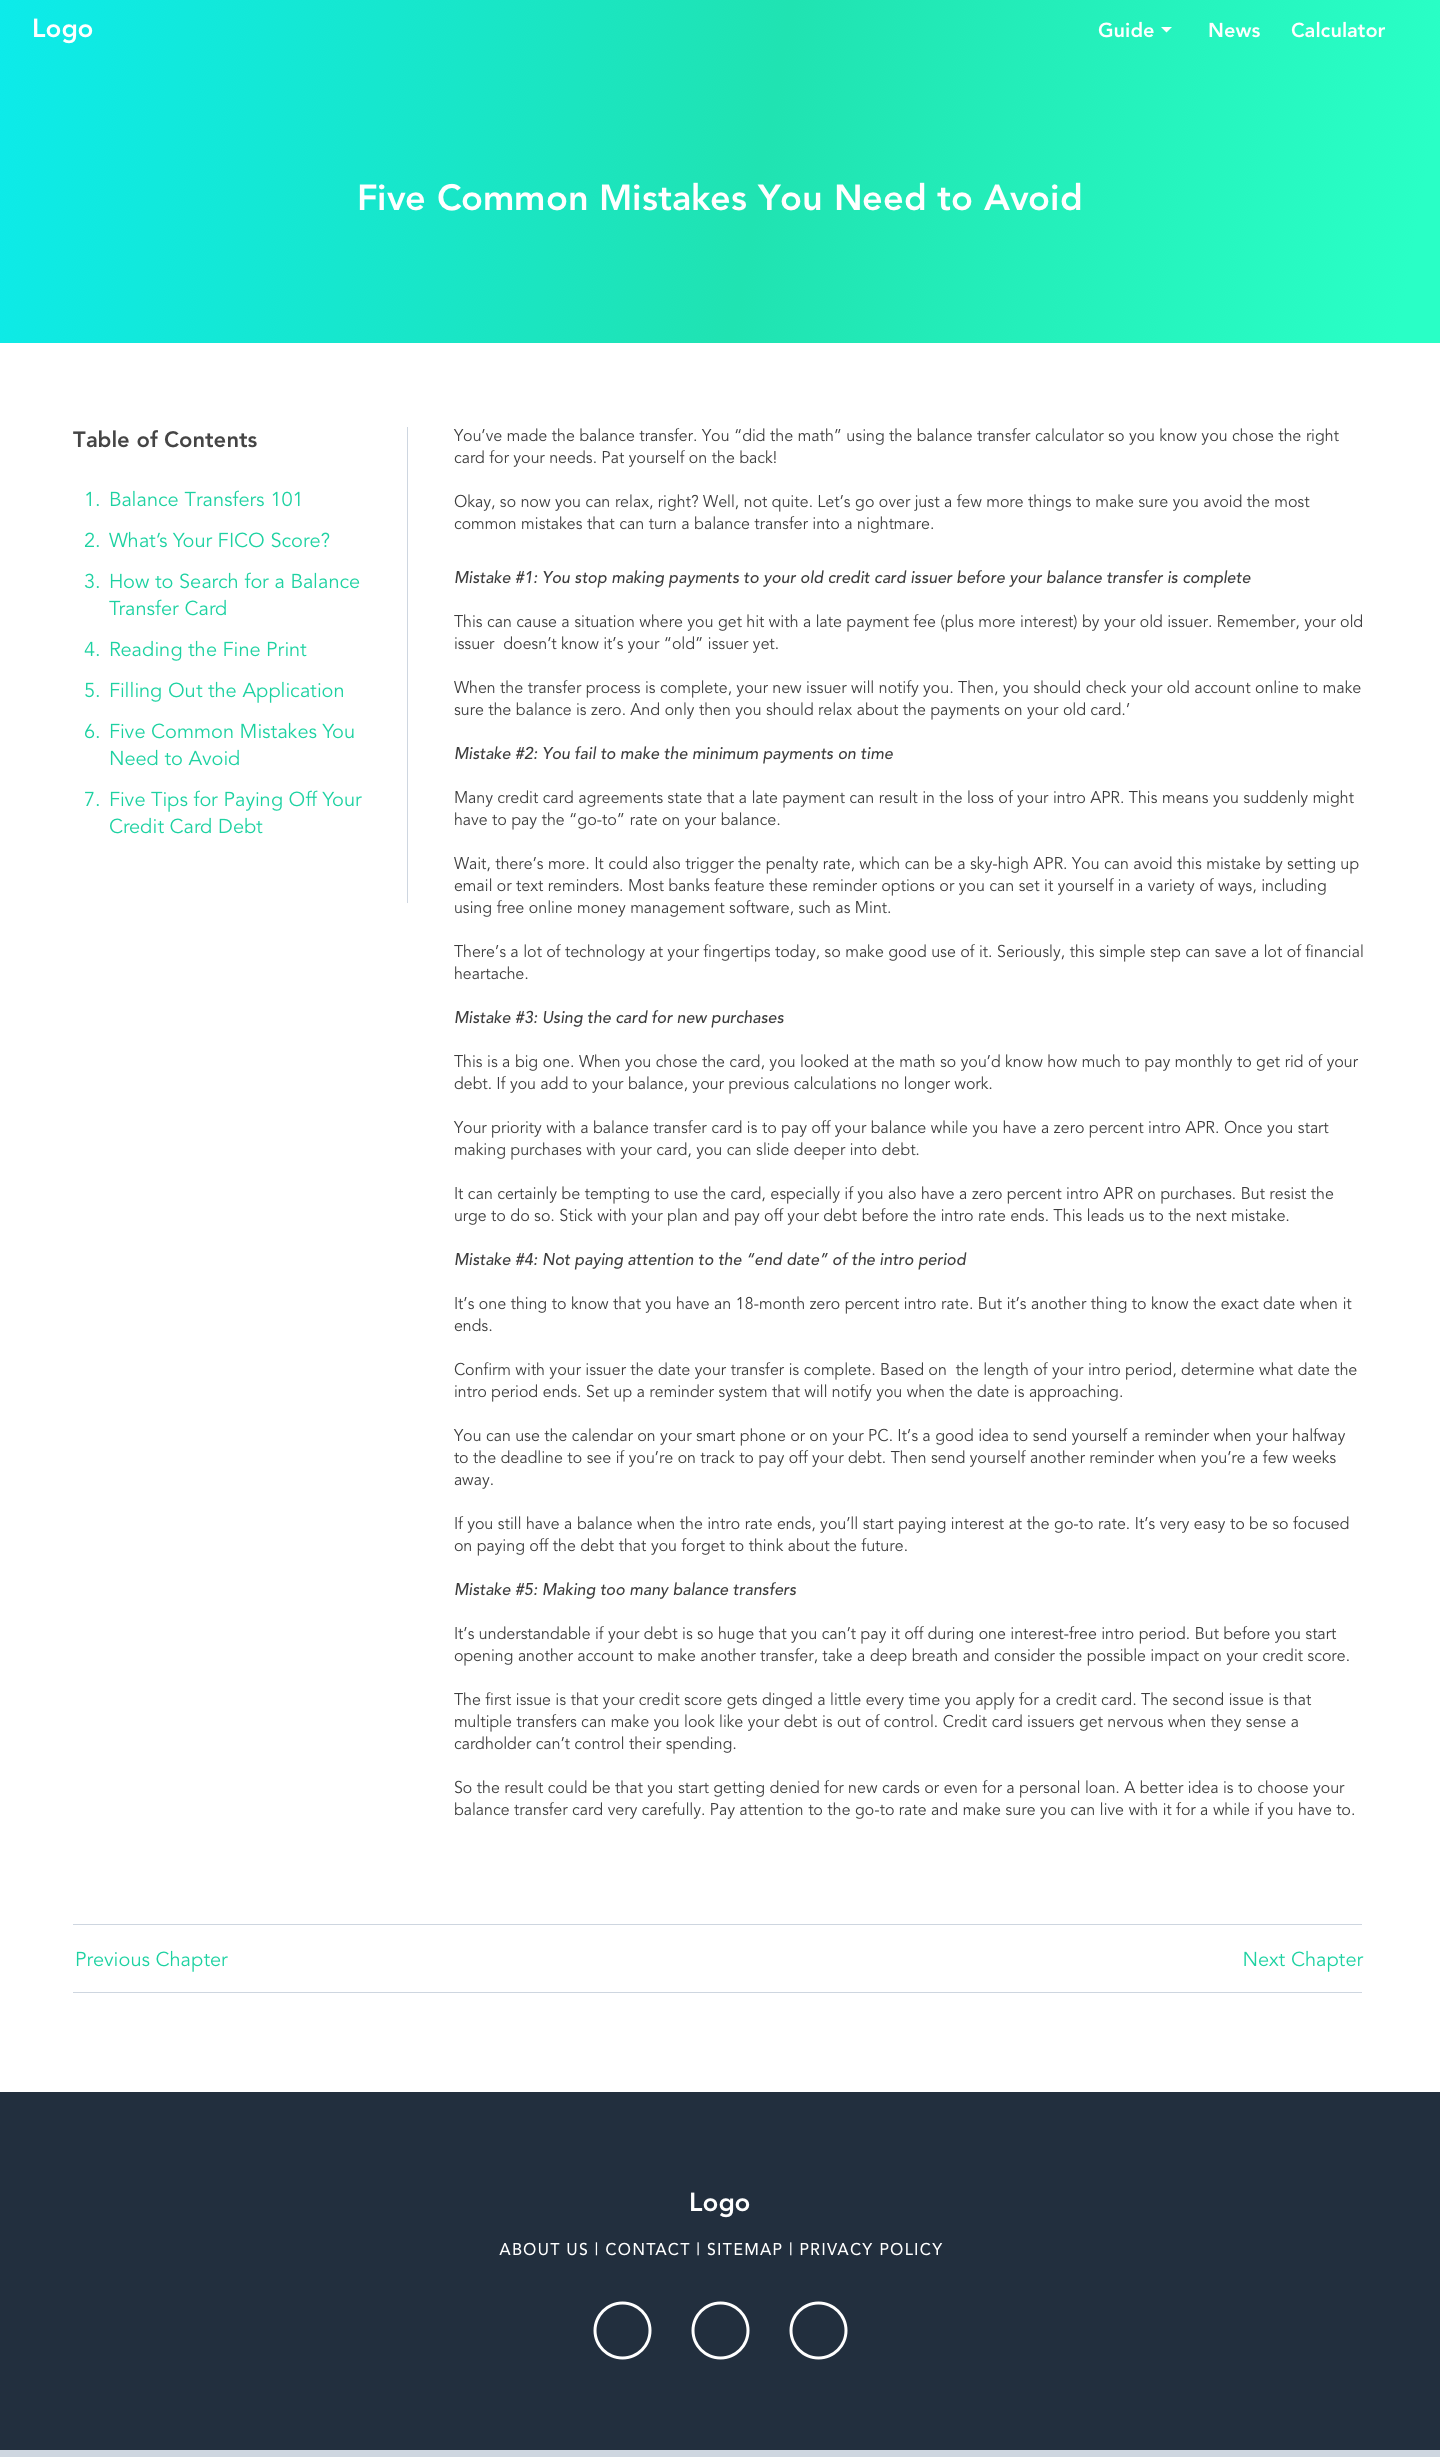 Logo
Guide
News
Calculator
Five Common Mistakes You Need to Avoid
Table of Contents
1. Balance Transfers 101
2. What’s Your FICO Score?
3. How to Search for a Balance
Transfer Card
4. Reading the Fine Print
5. Filling Out the Application
6. Five Common Mistakes You
Need to Avoid
7. Five Tips for Paying Off Your
Credit Card Debt
You’ve made the balance transfer. You “did the math” using the balance transfer calculator so you know you chose the right
card for your needs. Pat yourself on the back!
Okay, so now you can relax, right? Well, not quite. Let’s go over just a few more things to make sure you avoid the most
common mistakes that can turn a balance transfer into a nightmare.
Mistake #1: You stop making payments to your old credit card issuer before your balance transfer is complete
This can cause a situation where you get hit with a late payment fee (plus more interest) by your old issuer. Remember, your old
issuer  doesn’t know it’s your “old” issuer yet.
When the transfer process is complete, your new issuer will notify you. Then, you should check your old account online to make
sure the balance is zero. And only then you should relax about the payments on your old card.’
Mistake #2: You fail to make the minimum payments on time
Many credit card agreements state that a late payment can result in the loss of your intro APR. This means you suddenly might
have to pay the “go-to” rate on your balance.
Wait, there’s more. It could also trigger the penalty rate, which can be a sky-high APR. You can avoid this mistake by setting up
email or text reminders. Most banks feature these reminder options or you can set it yourself in a variety of ways, including
using free online money management software, such as Mint.
There’s a lot of technology at your fingertips today, so make good use of it. Seriously, this simple step can save a lot of financial
heartache.
Mistake #3: Using the card for new purchases
This is a big one. When you chose the card, you looked at the math so you’d know how much to pay monthly to get rid of your
debt. If you add to your balance, your previous calculations no longer work.
Your priority with a balance transfer card is to pay off your balance while you have a zero percent intro APR. Once you start
making purchases with your card, you can slide deeper into debt.
It can certainly be tempting to use the card, especially if you also have a zero percent intro APR on purchases. But resist the
urge to do so. Stick with your plan and pay off your debt before the intro rate ends. This leads us to the next mistake.
Mistake #4: Not paying attention to the “end date” of the intro period
It’s one thing to know that you have an 18-month zero percent intro rate. But it’s another thing to know the exact date when it
ends.
Confirm with your issuer the date your transfer is complete. Based on  the length of your intro period, determine what date the
intro period ends. Set up a reminder system that will notify you when the date is approaching.
You can use the calendar on your smart phone or on your PC. It’s a good idea to send yourself a reminder when your halfway
to the deadline to see if you’re on track to pay off your debt. Then send yourself another reminder when you’re a few weeks
away.
If you still have a balance when the intro rate ends, you’ll start paying interest at the go-to rate. It’s very easy to be so focused
on paying off the debt that you forget to think about the future.
Mistake #5: Making too many balance transfers
It’s understandable if your debt is so huge that you can’t pay it off during one interest-free intro period. But before you start
opening another account to make another transfer, take a deep breath and consider the possible impact on your credit score.
The first issue is that your credit score gets dinged a little every time you apply for a credit card. The second issue is that
multiple transfers can make you look like your debt is out of control. Credit card issuers get nervous when they sense a
cardholder can’t control their spending.
So the result could be that you start getting denied for new cards or even for a personal loan. A better idea is to choose your
balance transfer card very carefully. Pay attention to the go-to rate and make sure you can live with it for a while if you have to.
Previous Chapter
Next Chapter
Logo
ABOUT US | CONTACT | SITEMAP | PRIVACY POLICY